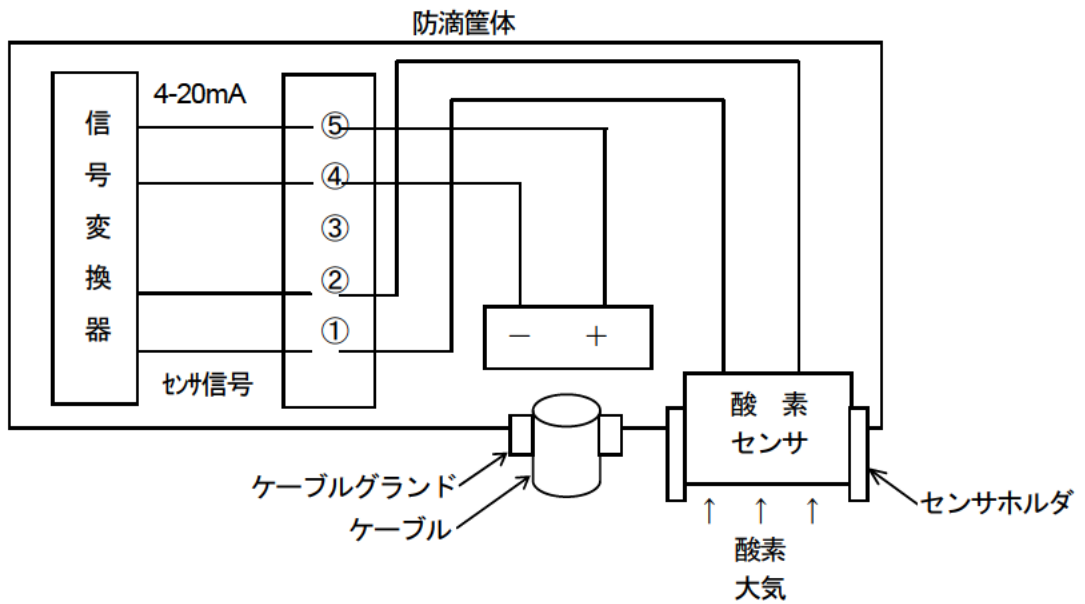 防滴筐体
4-20mA
信号変換器
⑤
④
③
②
①
－ ＋
センサ信号
酸 素
センサ
ケーブルグランド
ケーブル
センサホルダ
↑ ↑ ↑
酸素
大気